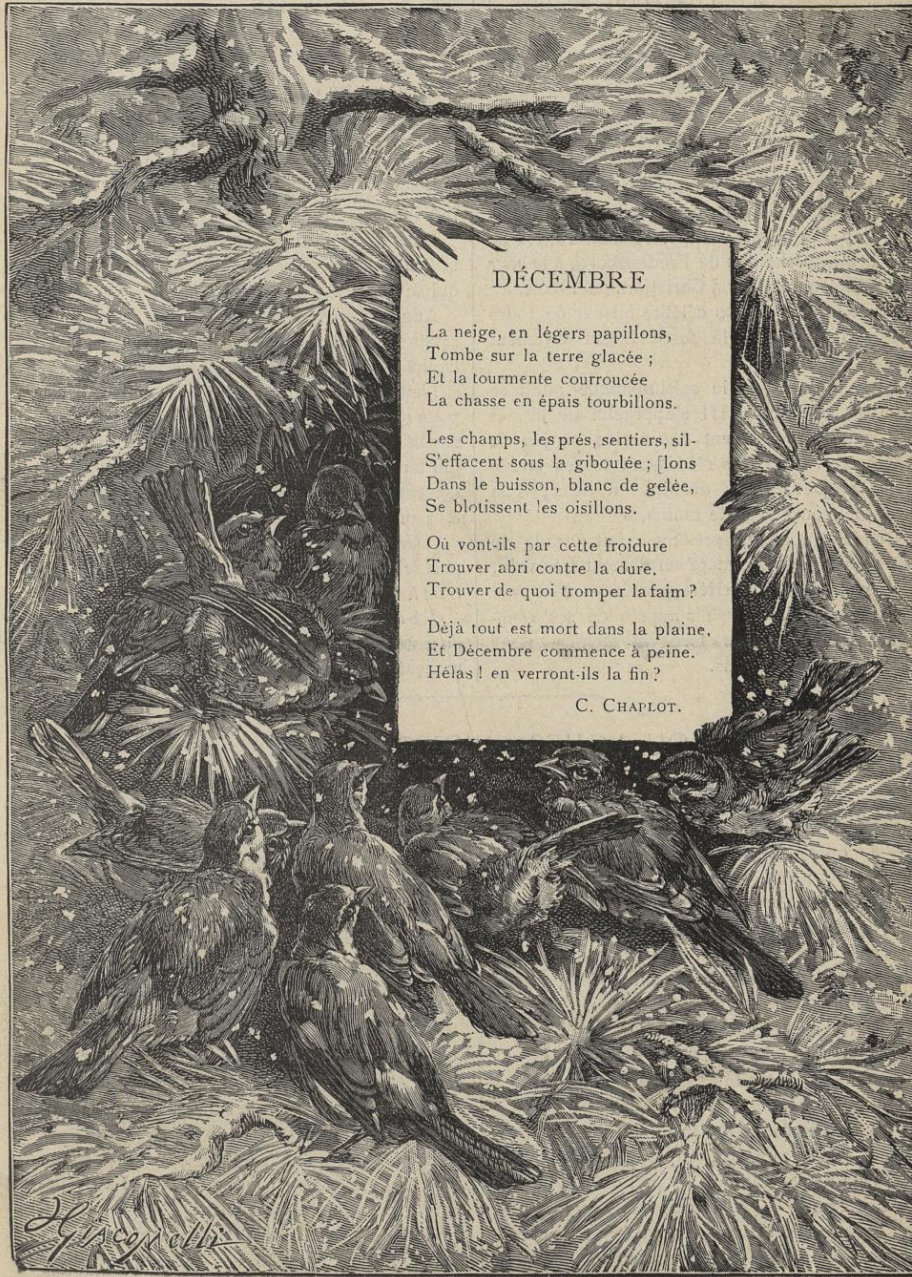 DÉCEMBRE
La neige, en légers papillons,
Tombe sur la terre glacée ;
Et la tourmente courroucée
La chasse en épais tourbillons.
Les champs, les prés, sentiers, sil-
S'effacent sous la giboulée ; [lons
Dans le buisson, blanc de gelée,
Se blotissent les oisillons.
Où vont-ils par cette froidure
Trouver abri contre la dure.
Trouver de quoi tromper la faim ?
Déjà tout est mort dans la plaine,
Et Décembre commence à peine.
Hélas ! en verront-ils la fin ?
C. CHAPLOT.
HGiacomelli